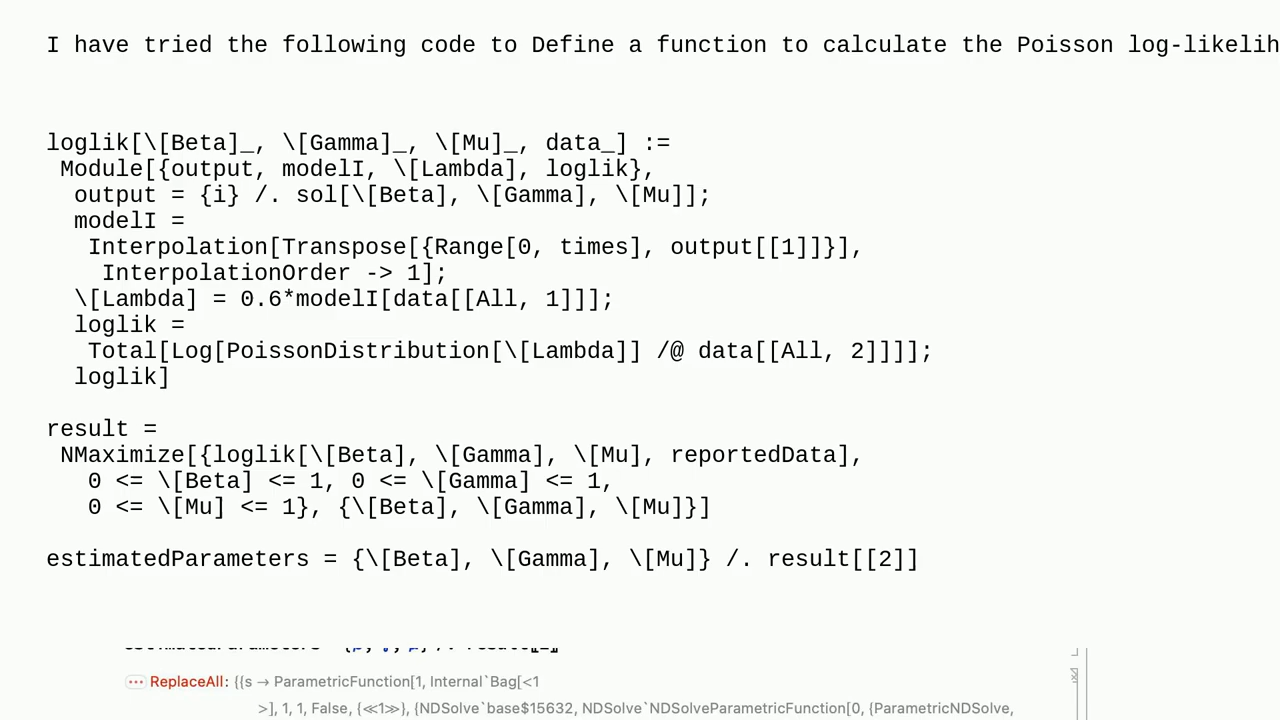 I have tried the following code to Define a function to calculate the Poisson log-likelih
loglik[\[Beta]_, \[Gamma]_, \[Mu]_, data_] :=
Module[{output, modelI, \[Lambda], loglik},
output = {i} /. sol[\[Beta], \[Gamma], \[Mu]];
modelI =
Interpolation[Transpose[{Range[0, times], output[[1]]}],
InterpolationOrder -> 1];
\[Lambda] = 0.6*modelI[data[[All, 1]]];
loglik =
Total[Log[PoissonDistribution[\[Lambda]] /@ data[[All, 2]]]];
loglik]
result =
NMaximize[{loglik[\[Beta], \[Gamma], \[Mu], reportedData],
0 <= \[Beta] <= 1, 0 <= \[Gamma] <= 1,
0 <= \[Mu] <= 1}, {\[Beta], \[Gamma], \[Mu]}]
estimatedParameters = {\[Beta], \[Gamma], \[Mu]} /. result[[2]]
ReplaceAll: {{s → ParametricFunction[1, Internal`Bag[<1
>], 1, 1, False, {≪1≫}, {NDSolve`base$15632, NDSolve`NDSolveParametricFunction[0, {ParametricNDSolve,